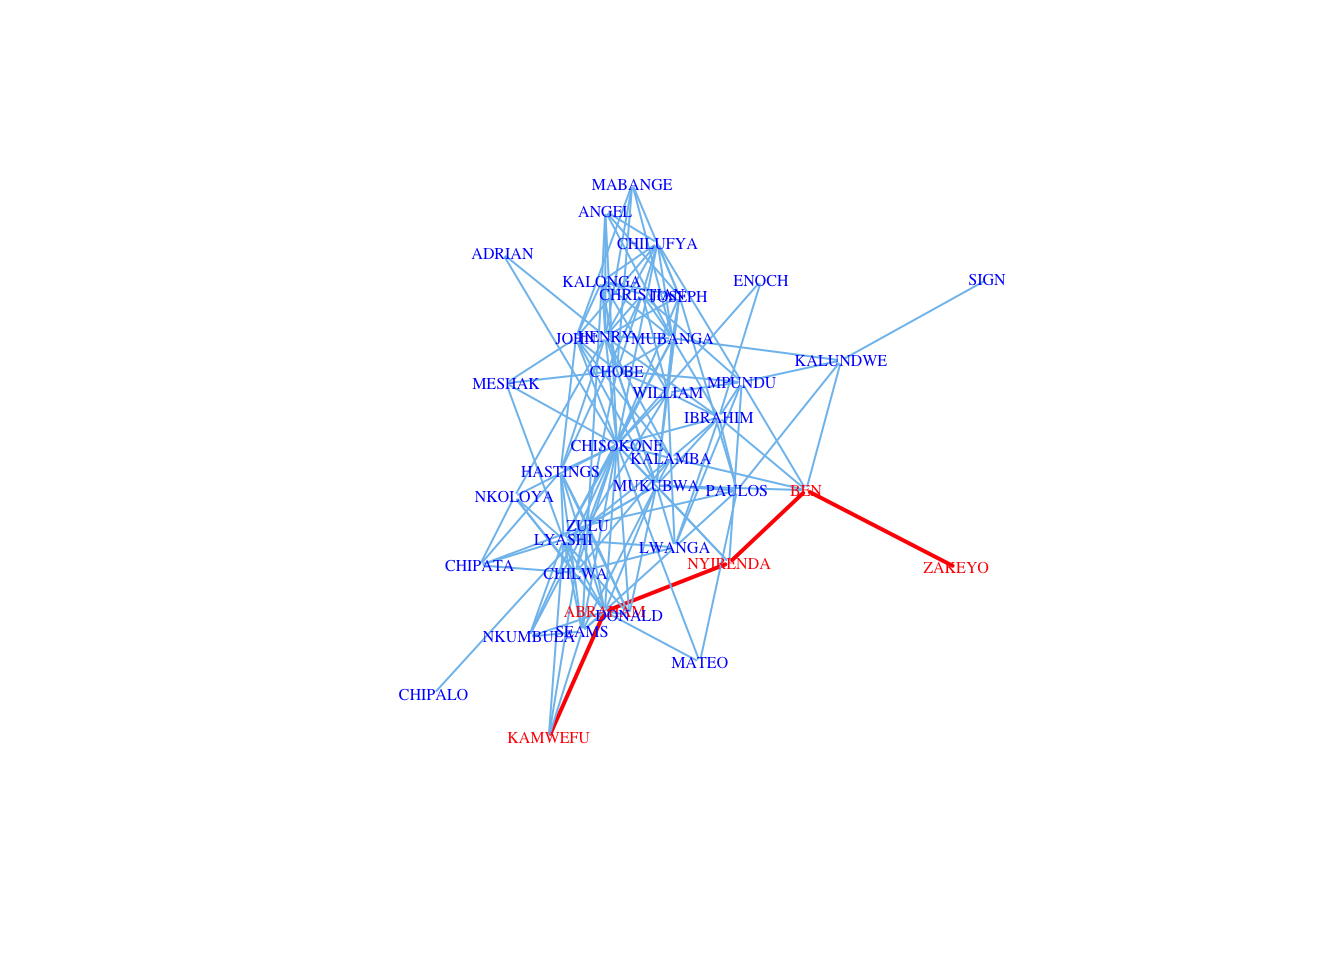 MABANGE
ANGEL
CHILUFYA
ADRIAN
KALONGA
ENOCH
SIGN
CHRISTIAN
JOSEPH
JOHN
HENRY
MUBANGA
KALUNDWE
CHOBE
MESHAK
MPUNDU
WILLIAM
IBRAHIM
CHISOKONE
KALAMBA
HASTINGS
MUKUBWA
PAULOS
BEN
NKOLOYA
ZULU
LYASHI
LWANGA
NYIRENDA
CHIPATA
ZAKEYO
CHILWA
ABRAHAM
DONALD
SEAMS
NKUMBULA
MATEO
CHIPALO
KAMWEFU